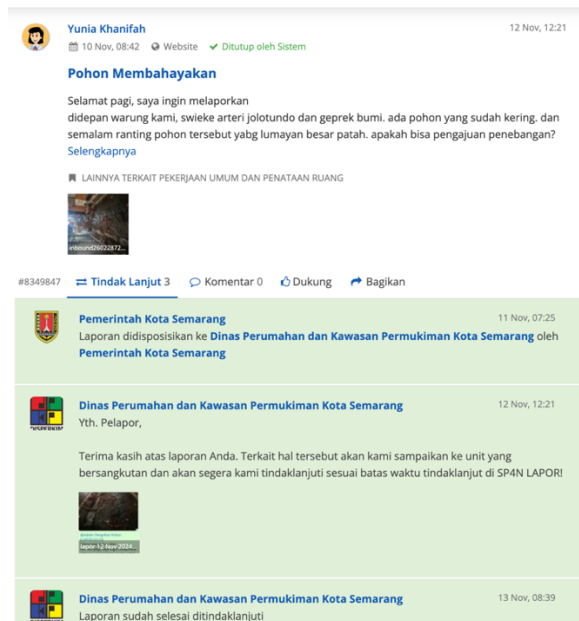 Yunia Khanifah
12 Nov, 12:21
10 Nov, 08:42 Website Ditutup oleh Sistem
Pohon Membahayakan
Selamat pagi, saya ingin melaporkan
didepan warung kami, swieke arteri jolotundo dan geprek bumi. ada pohon yang sudah kering. dan
semalam ranting pohon tersebut yabg lumayan besar patah. apakah bisa pengajuan penebangan?
Selengkapnya
LAINNYA TERKAIT PEKERJAAN UMUM DAN PENATAAN RUANG
inbound26022872...
#8349847 Tindak Lanjut 3 Komentar 0 Dukung Bagikan
Pemerintah Kota Semarang
11 Nov, 07:25
Laporan didisposisikan ke Dinas Perumahan dan Kawasan Permukiman Kota Semarang oleh
Pemerintah Kota Semarang
Dinas Perumahan dan Kawasan Permukiman Kota Semarang
12 Nov, 12:21
DISPERKIM
Yth. Pelapor,
Terima kasih atas laporan Anda. Terkait hal tersebut akan kami sampaikan ke unit yang
bersangkutan dan akan segera kami tindaklanjuti sesuai batas waktu tindaklanjut di SP4N LAPOR!
lapor 12 Nov 2024...
Dinas Perumahan dan Kawasan Permukiman Kota Semarang
13 Nov, 08:39
Laporan sudah selesai ditindaklanjuti